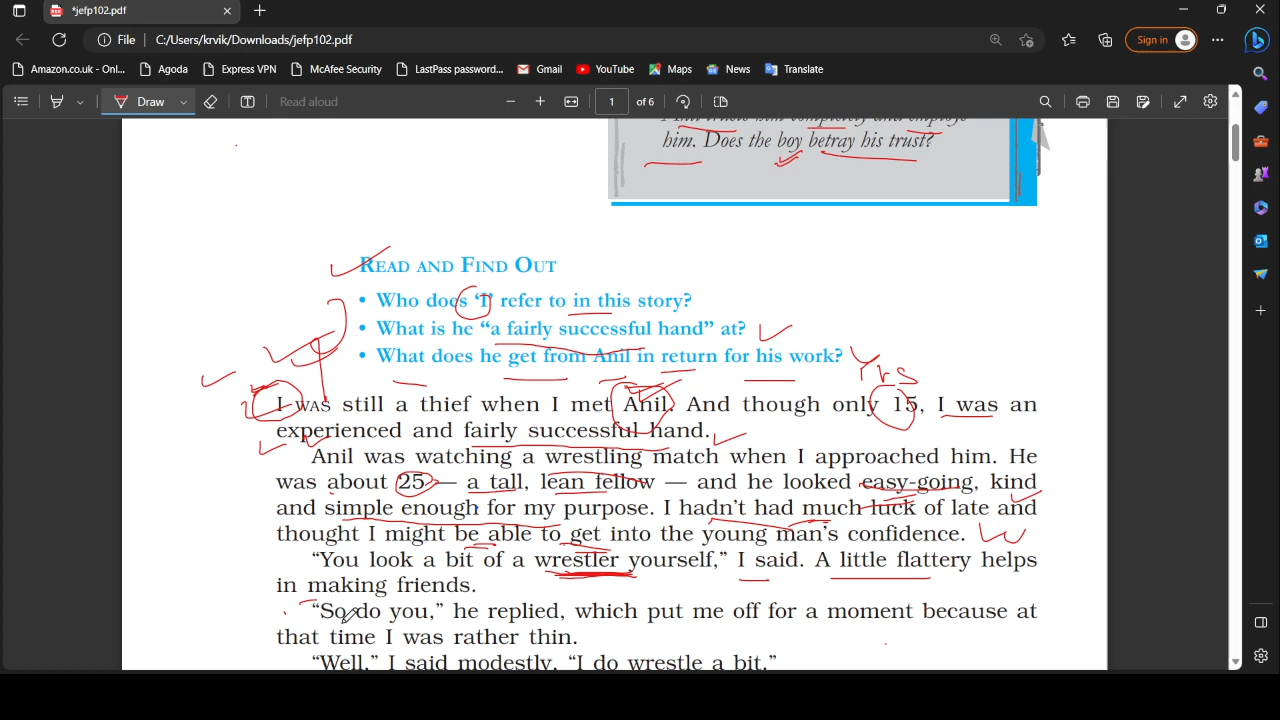 *jefp102.pdf
File C:/Users/krvik/Downloads/jefp102.pdf Sign in
Amazon.co.uk - Onl... Agoda Express VPN McAfee Security LastPass password... Gmail YouTube Maps News Translate
Draw Read aloud 1 of 6
Anil trusts him completely and employs
him. Does the boy betray his trust?
READ AND FIND OUT
• Who does ‘I’ refer to in this story?
• What is he “a fairly successful hand” at?
• What does he get from Anil in return for his work?
Yrs
I WAS still a thief when I met Anil. And though only 15, I was an
experienced and fairly successful hand.
Anil was watching a wrestling match when I approached him. He
was about 25 — a tall, lean fellow — and he looked easy-going, kind
and simple enough for my purpose. I hadn’t had much luck of late and
thought I might be able to get into the young man’s confidence.
“You look a bit of a wrestler yourself,” I said. A little flattery helps
in making friends.
“So do you,” he replied, which put me off for a moment because at
that time I was rather thin.
“Well,” I said modestly, “I do wrestle a bit.”